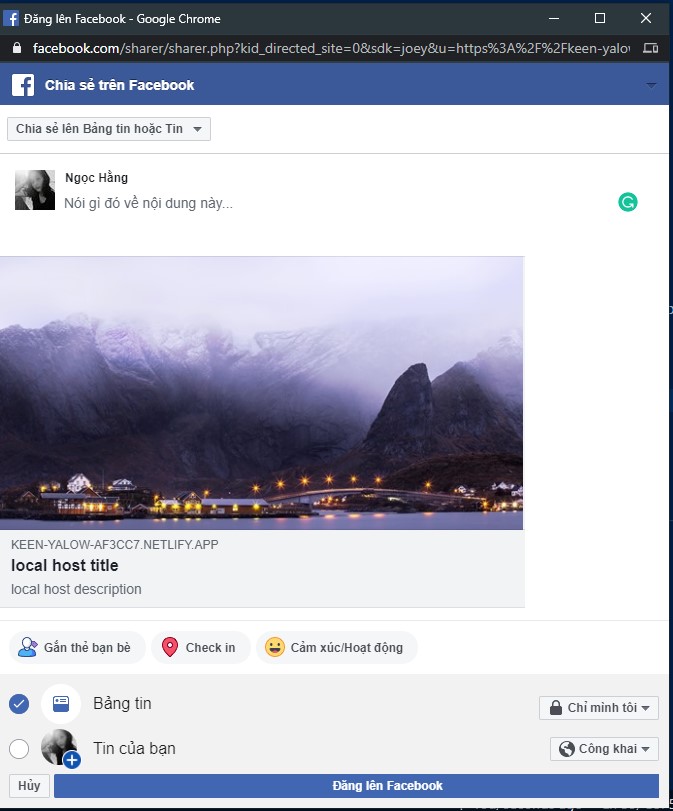 Đăng lên Facebook - Google Chrome
facebook.com/sharer/sharer.php?kid_directed_site=0&sdk=joey&u=https%3A%2F%2Fkeen-yalov
Chia sẻ trên Facebook
Chia sẻ lên Bảng tin hoặc Tin
Ngọc Hằng
Nói gì đó về nội dung này...
KEEN-YALOW-AF3CC7.NETLIFY.APP
local host title
local host description
Gắn thẻ bạn bè Check in Cảm xúc/Hoạt động
Bảng tin Chỉ mình tôi
Tin của bạn Công khai
Hủy Đăng lên Facebook